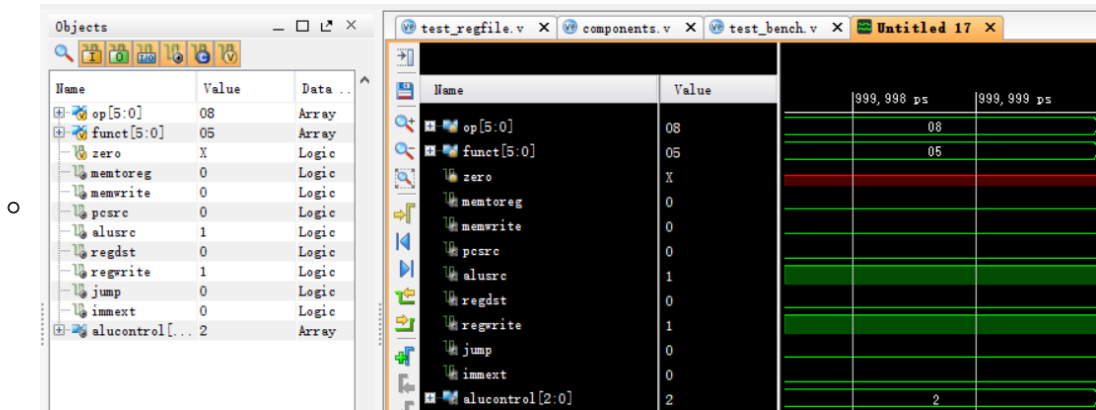 Objects
Name Value Data ..
op[5:0] 08 Array
funct[5:0] 05 Array
zero X Logic
memtoreg 0 Logic
memwrite 0 Logic
pcsrc 0 Logic
alusrc 1 Logic
regdst 0 Logic
regwrite 1 Logic
jump 0 Logic
immext 0 Logic
alucontrol[... 2 Array
test_regfile.v components.v test_bench.v Untitled 17
Name Value
999,998 ps 999,999 ps
op[5:0] 08 08
funct[5:0] 05 05
zero X
memtoreg 0
memwrite 0
pcsrc 0
alusrc 1
regdst 0
regwrite 1
jump 0
immext 0
alucontrol[2:0] 2 2